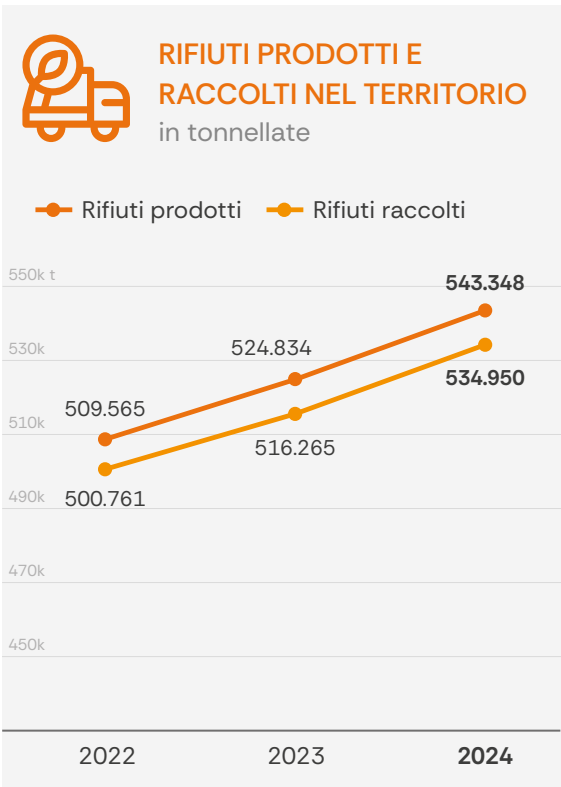 RIFIUTI PRODOTTI E
RACCOLTI NEL TERRITORIO
in tonnellate
Rifiuti prodotti Rifiuti raccolti
550k t
543.348
530k
524.834
534.950
509.565
510k
516.265
490k
500.761
470k
450k
2022 2023 2024